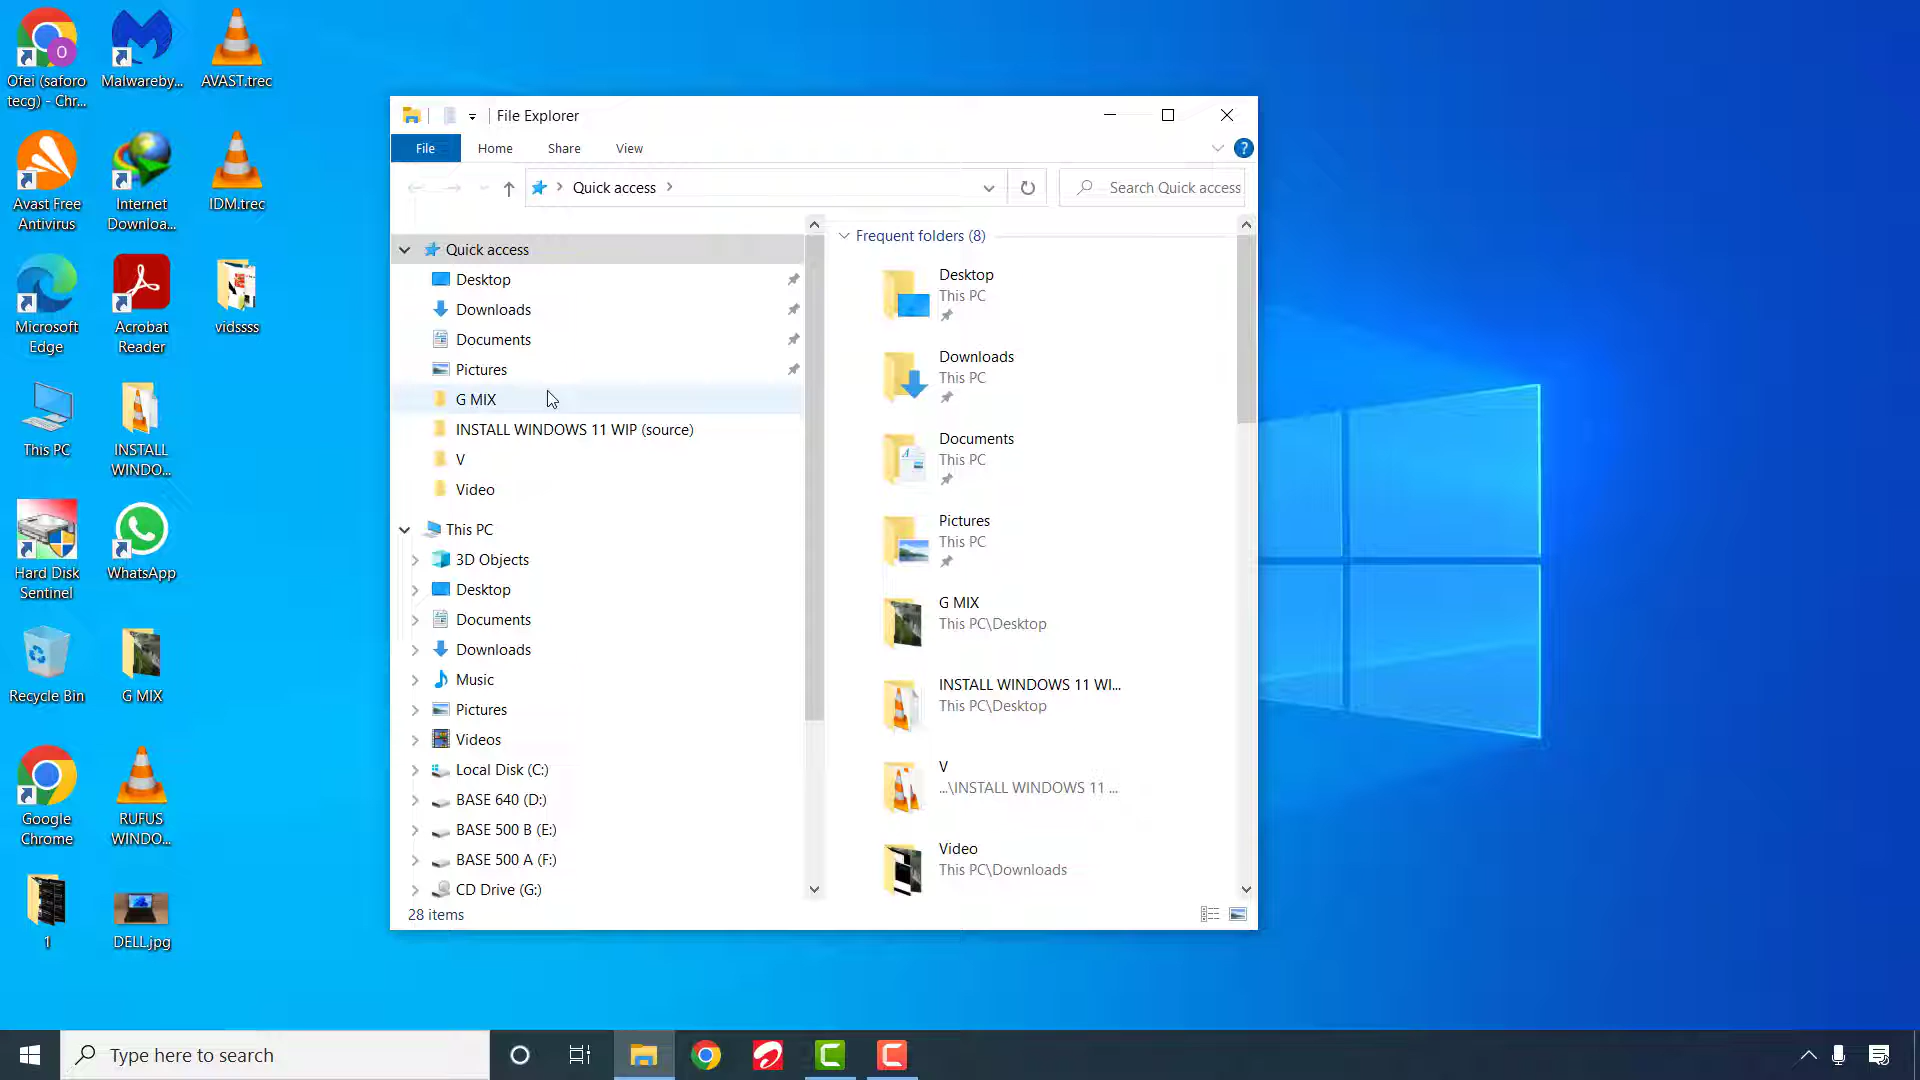 Ofei (saforo
tecg) - Chr...
Malwareby...
AVAST.trec
Avast Free
Antivirus
Internet
Downloa...
IDM.trec
Microsoft
Edge
Acrobat
Reader
vidssss
This PC
INSTALL
WINDO...
Hard Disk
Sentinel
WhatsApp
Recycle Bin
G MIX
Google
Chrome
RUFUS
WINDO...
1
DELL.jpg
File Explorer
File
Home
Share
View
?
Quick access
Search Quick access
Quick access
Desktop
Downloads
Documents
Pictures
G MIX
INSTALL WINDOWS 11 WIP (source)
V
Video
This PC
3D Objects
Desktop
Documents
Downloads
Music
Pictures
Videos
Local Disk (C:)
BASE 640 (D:)
BASE 500 B (E:)
BASE 500 A (F:)
CD Drive (G:)
28 items
Frequent folders (8)
Desktop
This PC
Downloads
This PC
Documents
This PC
Pictures
This PC
G MIX
This PC\Desktop
INSTALL WINDOWS 11 WI...
This PC\Desktop
V
...\INSTALL WINDOWS 11 ...
Video
This PC\Downloads
Type here to search